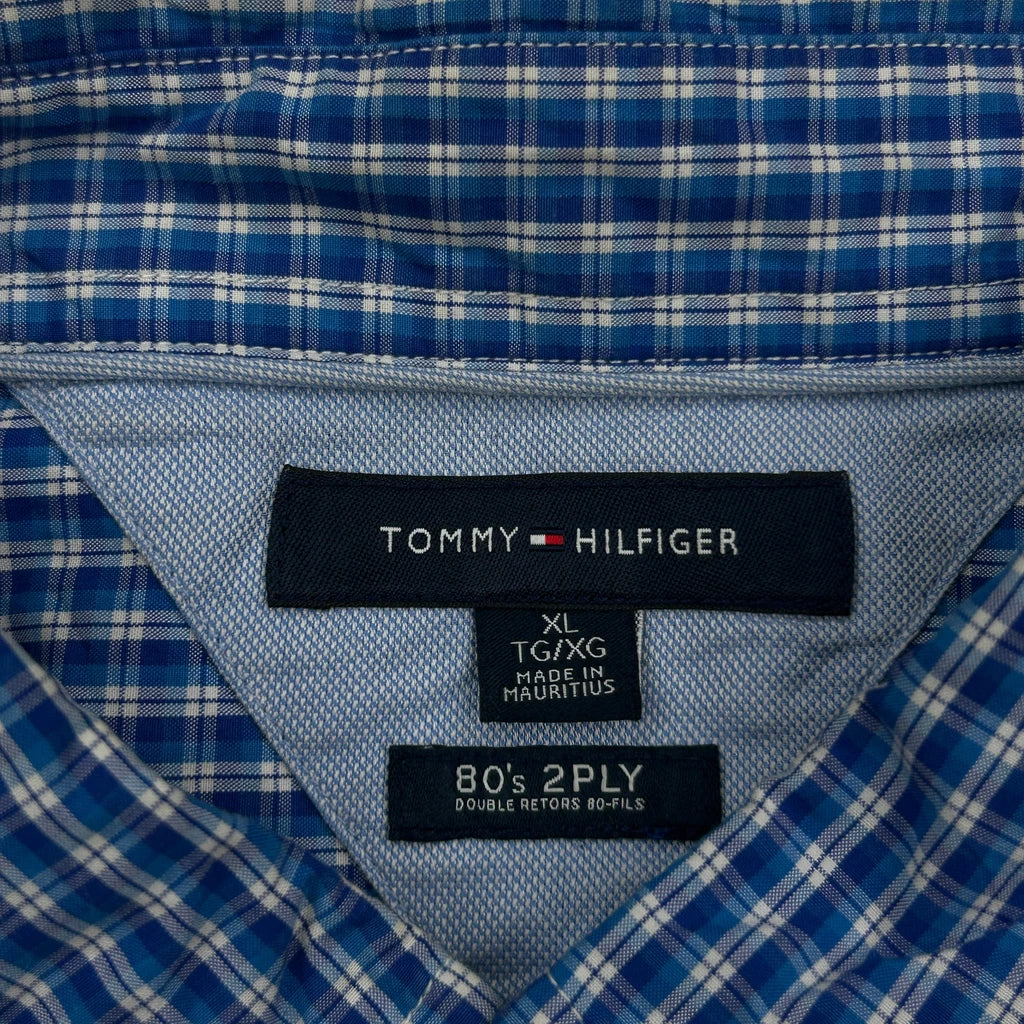 TOMMY HILFIGER
XL
TG/XG
MADE IN
MAURITIUS
80's 2PLY
DOUBLE RETORS 80-FILS